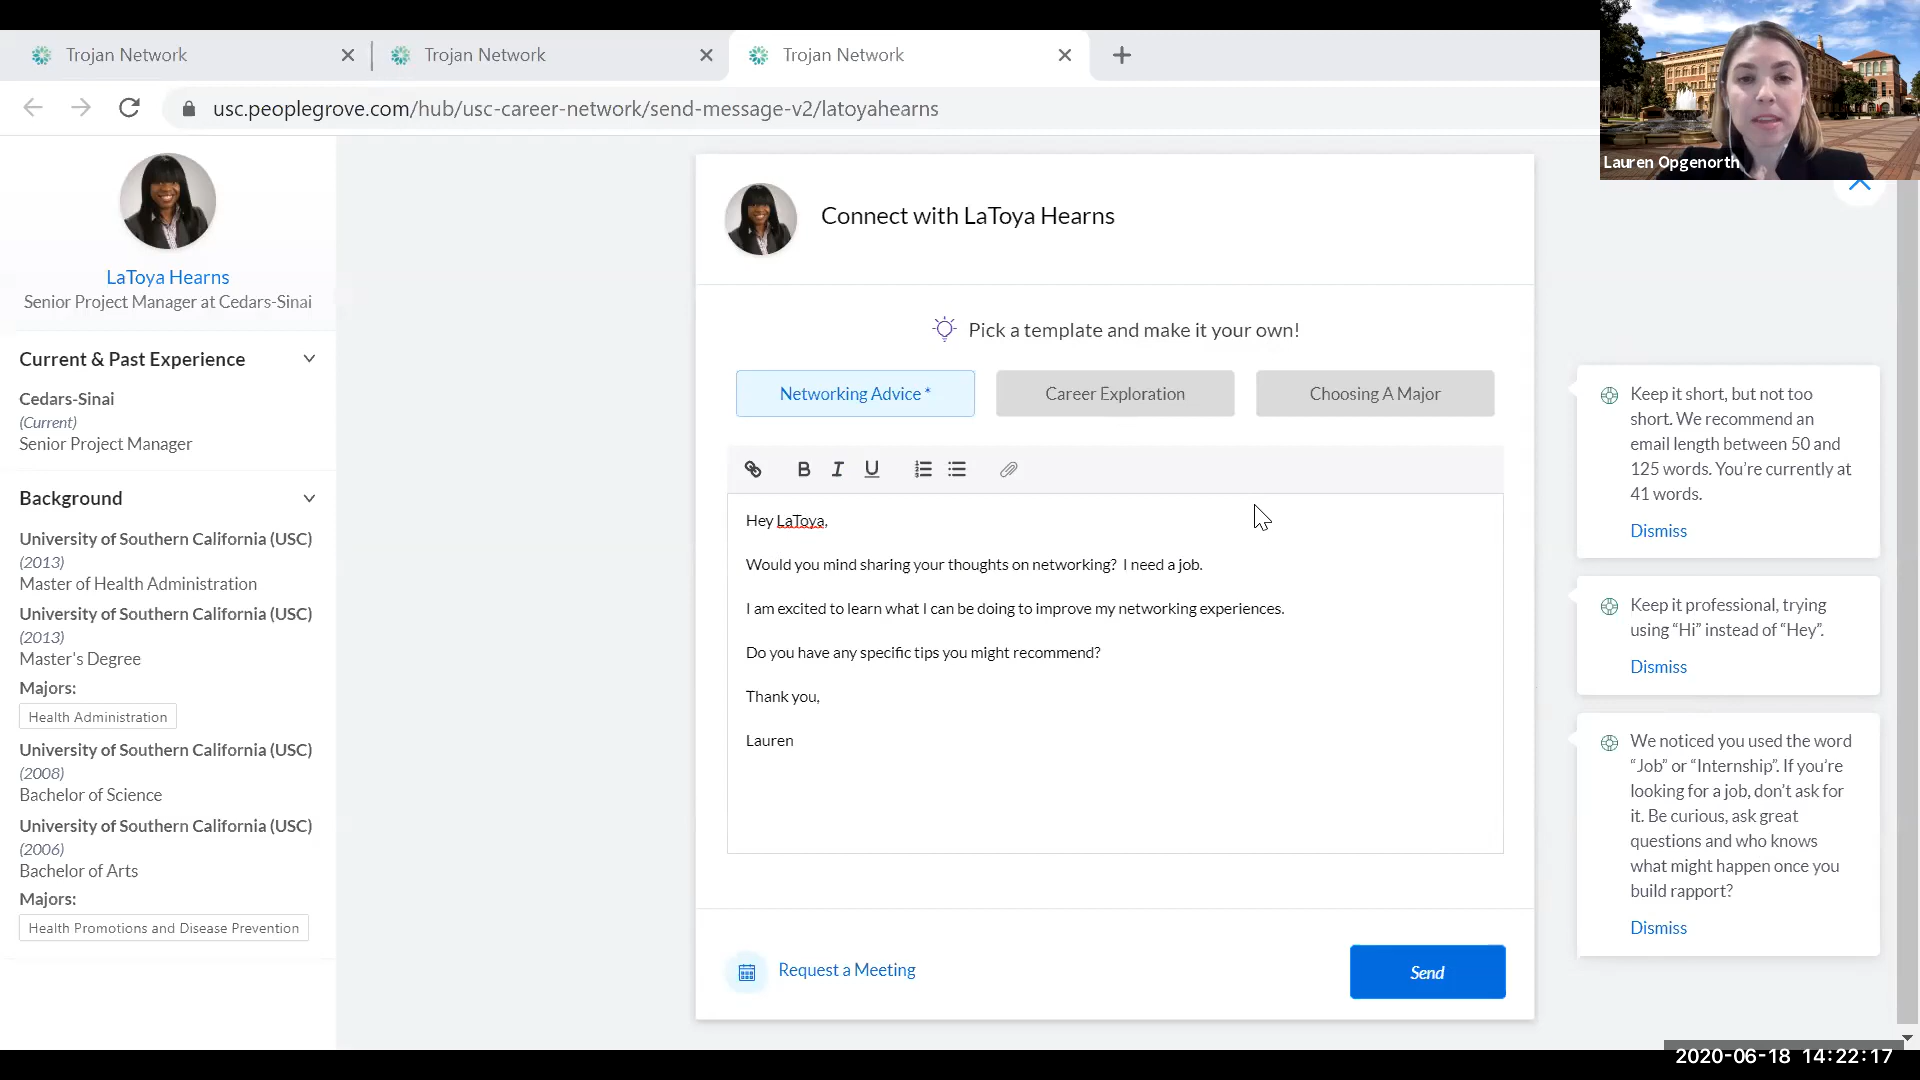 Trojan Network
Trojan Network
Trojan Network
usc.peoplegrove.com/hub/usc-career-network/send-message-v2/latoyahearns
Lauren Opgenorth
LaToya Hearns
Senior Project Manager at Cedars-Sinai
Current & Past Experience
Cedars-Sinai
(Current)
Senior Project Manager
Background
University of Southern California (USC)
(2013)
Master of Health Administration
University of Southern California (USC)
(2013)
Master's Degree
Majors:
Health Administration
University of Southern California (USC)
(2008)
Bachelor of Science
University of Southern California (USC)
(2006)
Bachelor of Arts
Majors:
Health Promotions and Disease Prevention
Connect with LaToya Hearns
Pick a template and make it your own!
Networking Advice *
Career Exploration
Choosing A Major
B I U
Hey LaToya,
Would you mind sharing your thoughts on networking?  I need a job.
I am excited to learn what I can be doing to improve my networking experiences.
Do you have any specific tips you might recommend?
Thank you,
Lauren
Request a Meeting
Send
Keep it short, but not too
short. We recommend an
email length between 50 and
125 words. You’re currently at
41 words.
Dismiss
Keep it professional, trying
using “Hi” instead of “Hey”.
Dismiss
We noticed you used the word
“Job” or “Internship”. If you’re
looking for a job, don’t ask for
it. Be curious, ask great
questions and who knows
what might happen once you
build rapport?
Dismiss
2020-06-18 14:22:17